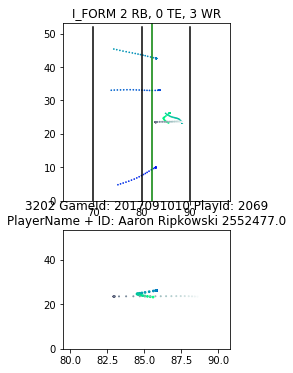 I_FORM 2 RB, 0 TE, 3 WR
50
40
30
20
10
0
70 80 90
3202 GameId: 2017091010 PlayId: 2069
PlayerName + ID: Aaron Ripkowski 2552477.0
40
20
0
80.0 82.5 85.0 87.5 90.0